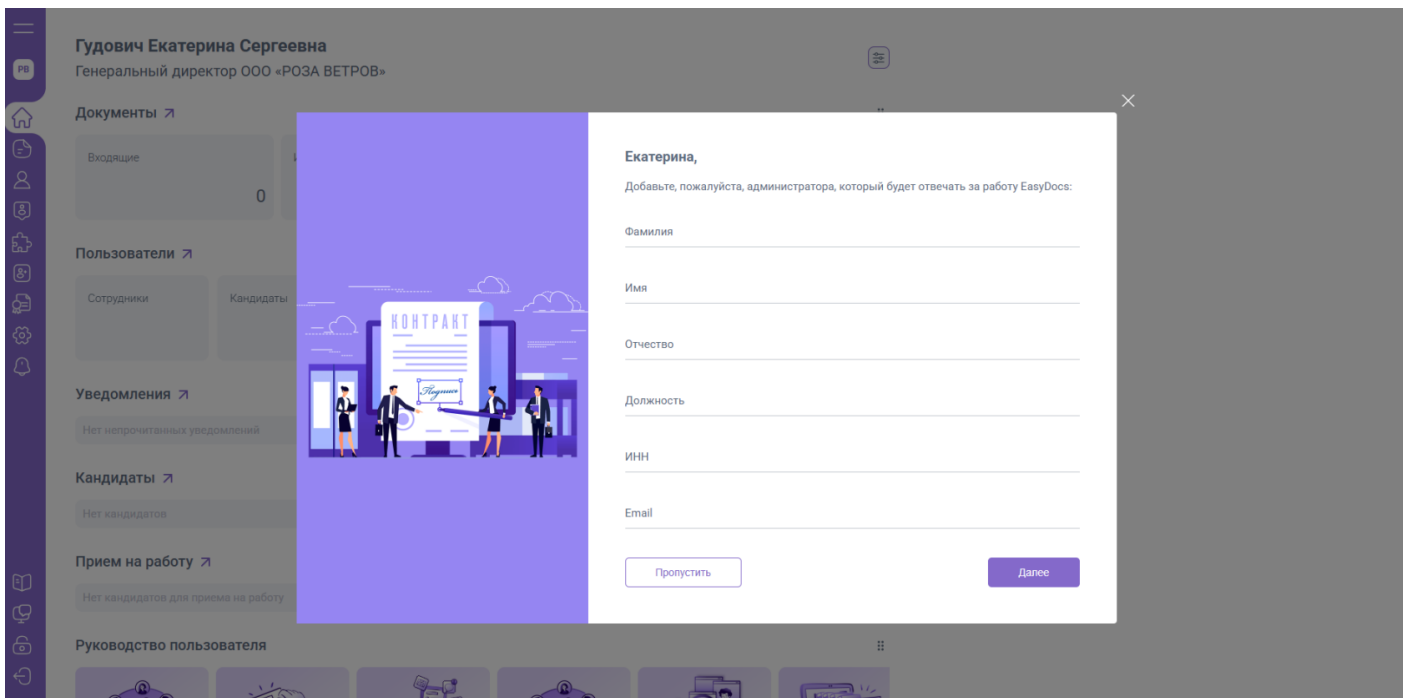 Гудович Екатерина Сергеевна
Генеральный директор ООО «РОЗА ВЕТРОВ»
РВ
Документы
Входящие
0
Пользователи
Сотрудники
Кандидаты
Уведомления
Нет непрочитанных уведомлений
Кандидаты
Нет кандидатов
Прием на работу
Нет кандидатов для приема на работу
Руководство пользователя
КОНТРАКТ
Подпись
Екатерина,
Добавьте, пожалуйста, администратора, который будет отвечать за работу EasyDocs:
Фамилия
Имя
Отчество
Должность
ИНН
Email
Пропустить
Далее